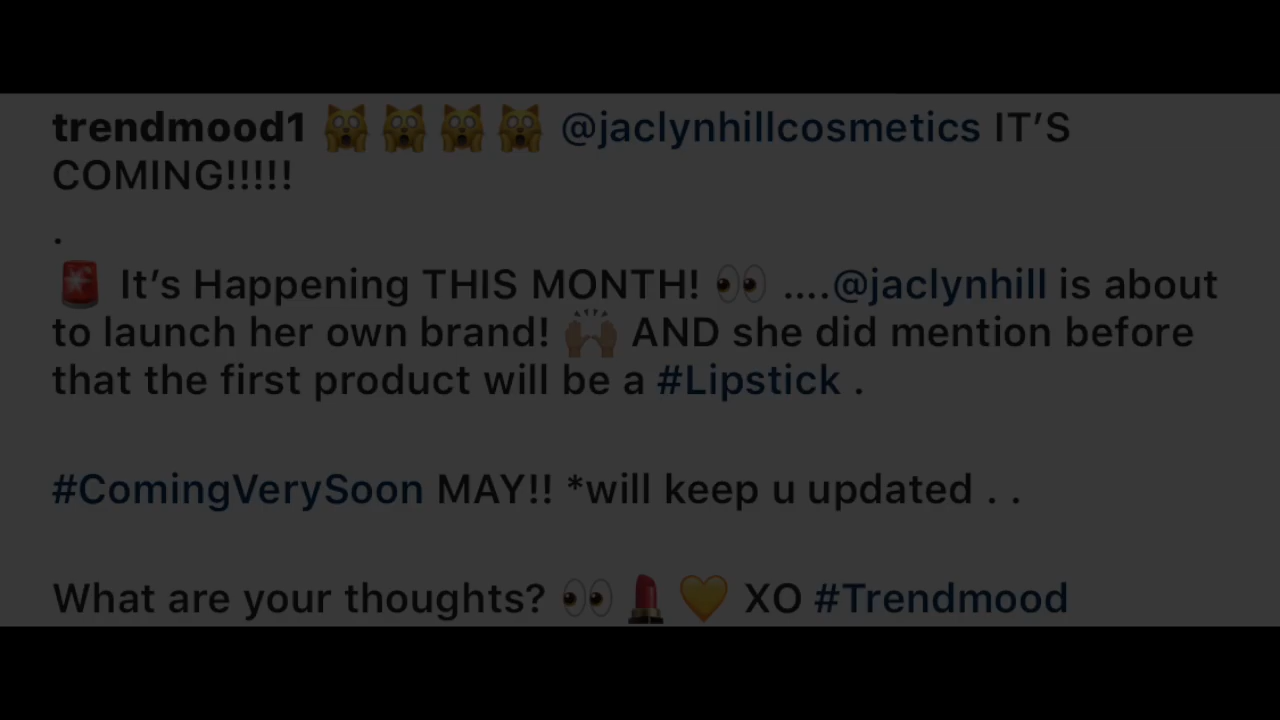 trendmood1 🙀🙀🙀🙀 @jaclynhillcosmetics IT’S
COMING!!!!!
.
🚨 It’s Happening THIS MONTH! 👀 ....@jaclynhill is about
to launch her own brand! 🙌🏼 AND she did mention before
that the first product will be a #Lipstick .
#ComingVerySoon MAY!! *will keep u updated . .
What are your thoughts? 👀💄💛 XO #Trendmood